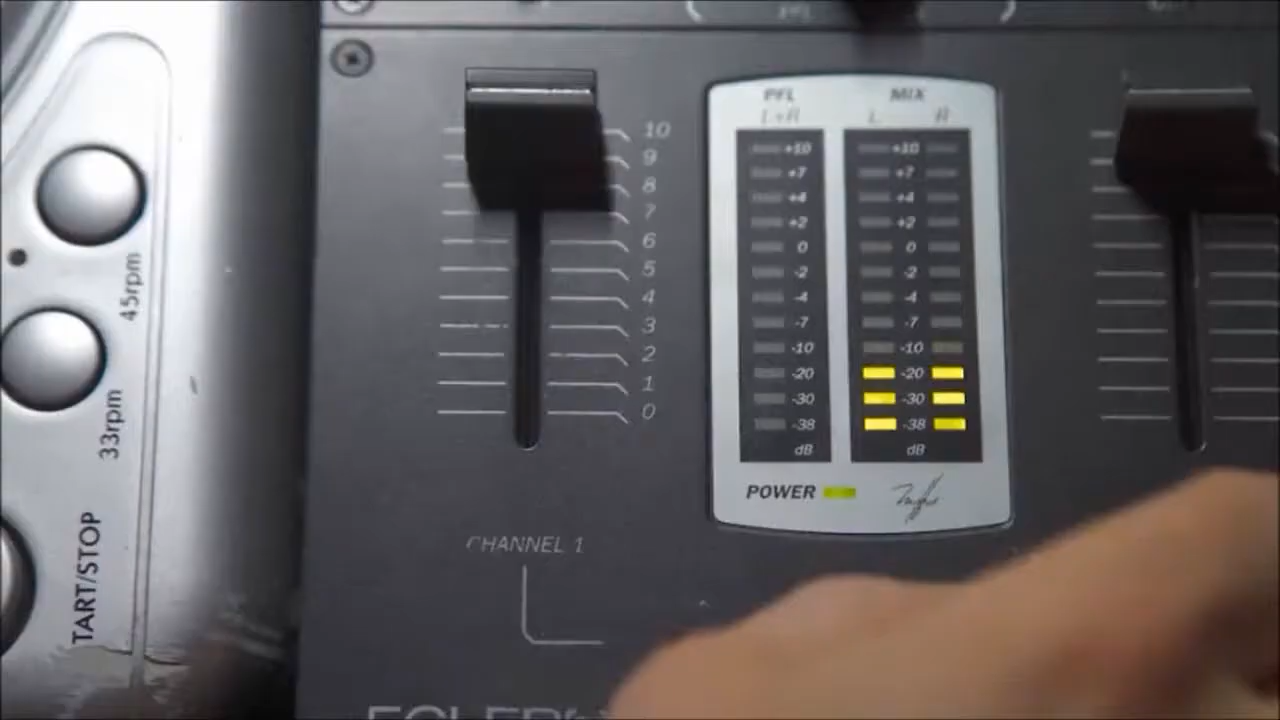 PFL
45rpm
33rpm
TART/STOP
10
9
8
7
6
5
4
3
2
1
0
CHANNEL 1
PFL MIX
L+R L R
+10 +10
+7 +7
+4 +4
+2 +2
0 0
-2 -2
-4 -4
-7 -7
-10 -10
-20 -20
-30 -30
-38 -38
dB dB
POWER